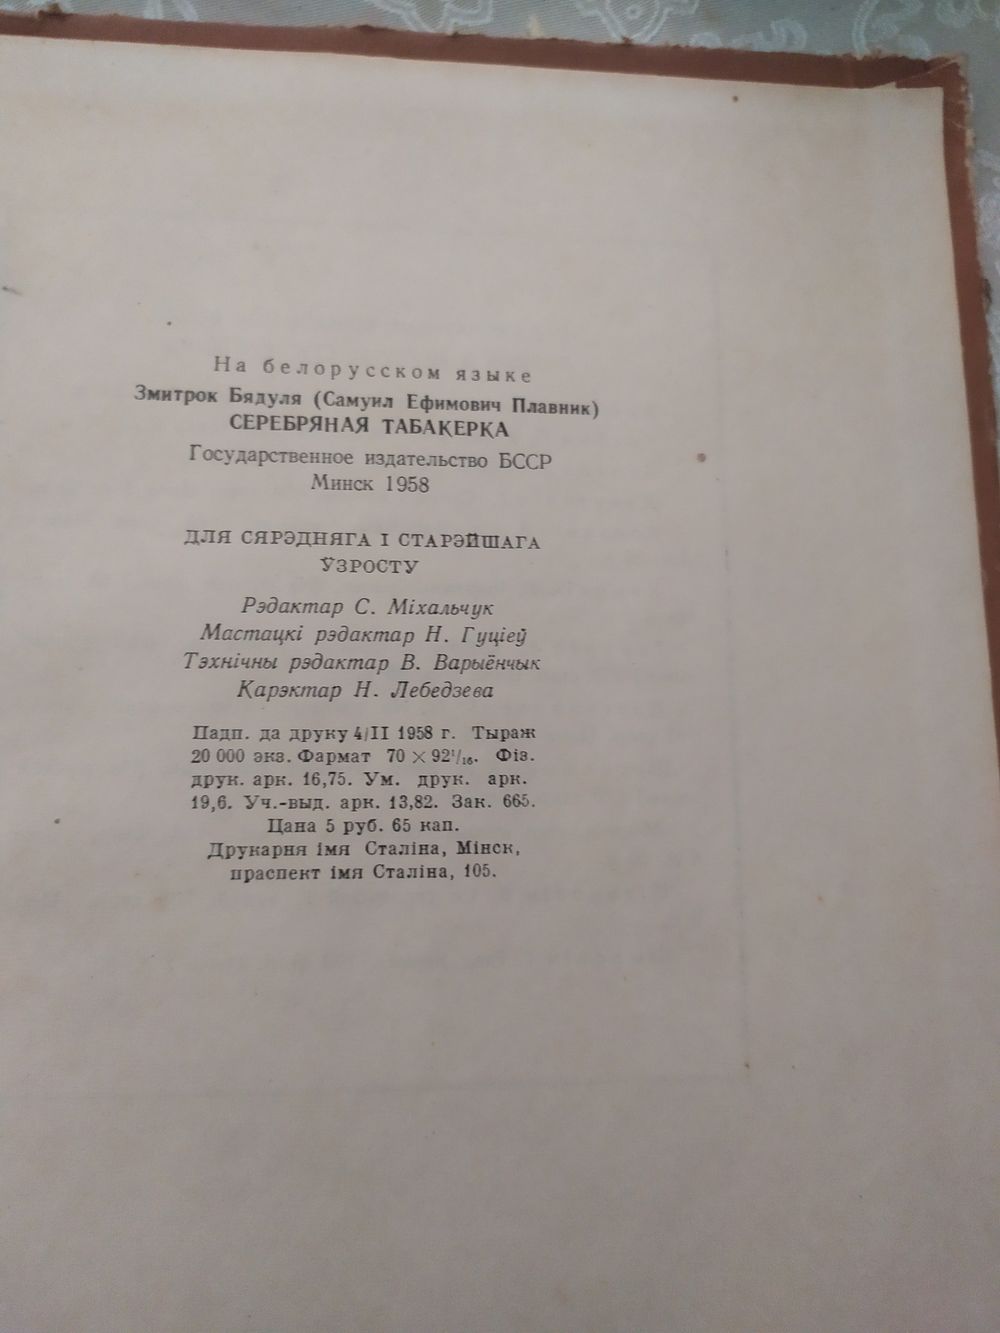 На белорусском языке
Змитрок Бядуля (Самуил Ефимович Плавник)
СЕРЕБРЯНАЯ ТАБАКЕРКА
Государственное издательство БССР
Минск 1958
ДЛЯ СЯРЭДНЯГА І СТАРЭЙШАГА
ЎЗРОСТУ
Рэдактар С. Міхальчук
Мастацкі рэдактар Н. Гуціеў
Тэхнічны рэдактар В. Варыёнчык
Карэктар Н. Лебедзева
Падп. да друку 4/II 1958 г. Тыраж
20 000 экз. Фармат 70 × 92¹/₁₆. Фіз.
друк. арк. 16,75. Ум. друк. арк.
19,6. Уч.-выд. арк. 13,82. Зак. 665.
Цана 5 руб. 65 кап.
Друкарня імя Сталіна, Мінск,
праспект імя Сталіна, 105.